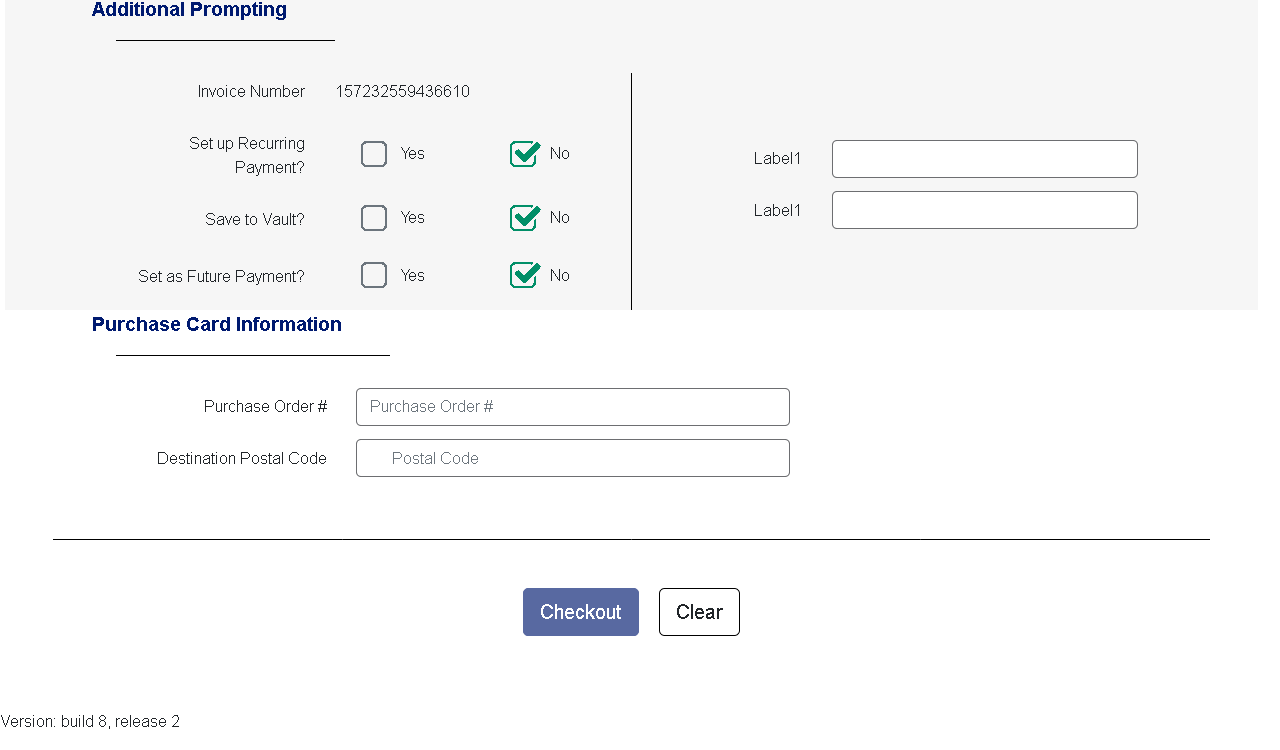 Additional Prompting
Invoice Number 157232559436610
Set up Recurring
Payment?
Yes No
Label1
Label1
Save to Vault? Yes No
Set as Future Payment? Yes No
Purchase Card Information
Purchase Order # Purchase Order #
Destination Postal Code Postal Code
Checkout Clear
Version: build 8, release 2